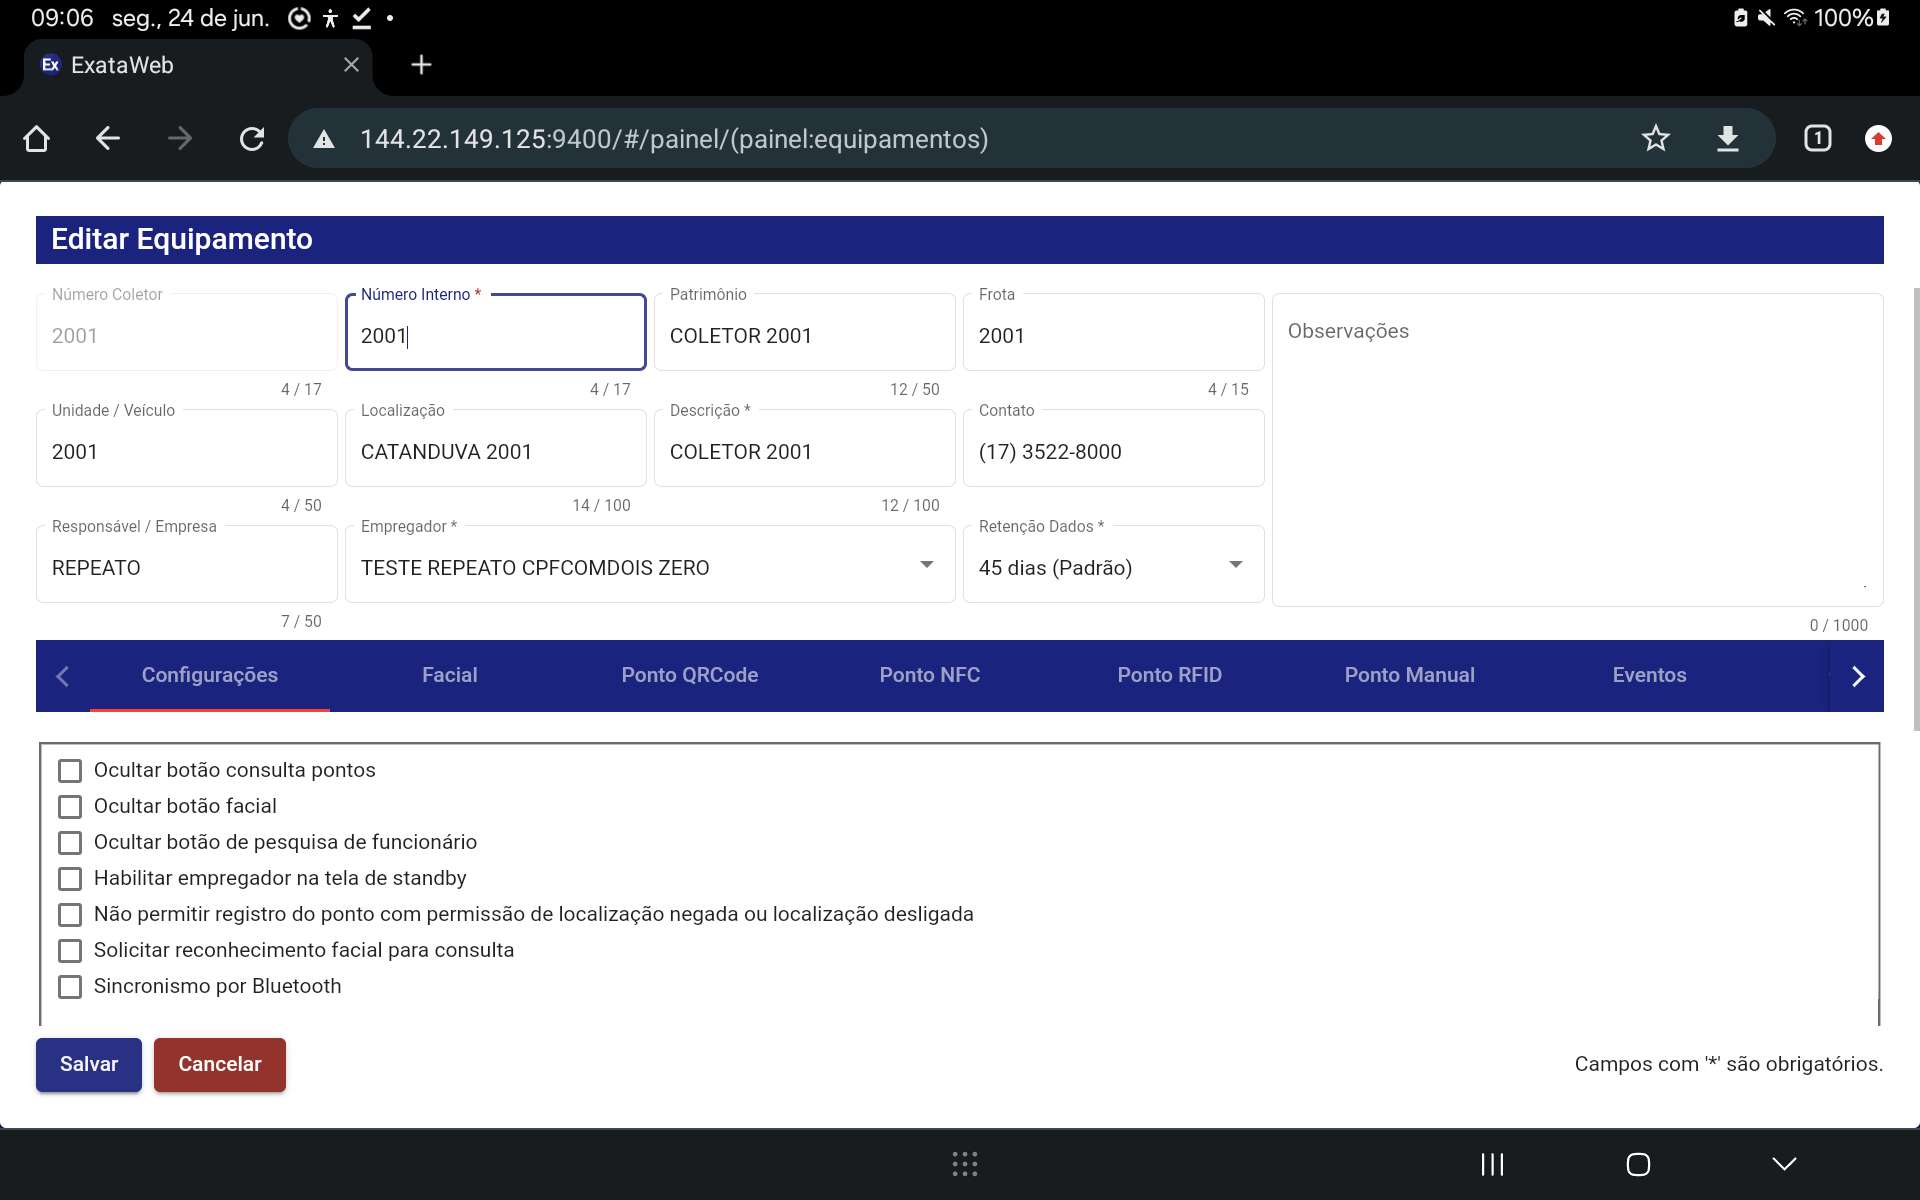 09:06 seg., 24 de jun.
100%
Ex ExataWeb
144.22.149.125:9400/#/painel/(painel:equipamentos)
1
Editar Equipamento
Número Coletor
2001
4 / 17
Número Interno *
2001
4 / 17
Patrimônio
COLETOR 2001
12 / 50
Frota
2001
4 / 15
Observações
0 / 1000
Unidade / Veículo
2001
4 / 50
Localização
CATANDUVA 2001
14 / 100
Descrição *
COLETOR 2001
12 / 100
Contato
(17) 3522-8000
Responsável / Empresa
REPEATO
7 / 50
Empregador *
TESTE REPEATO CPFCOMDOIS ZERO
Retenção Dados *
45 dias (Padrão)
Configurações
Facial
Ponto QRCode
Ponto NFC
Ponto RFID
Ponto Manual
Eventos
Ocultar botão consulta pontos
Ocultar botão facial
Ocultar botão de pesquisa de funcionário
Habilitar empregador na tela de standby
Não permitir registro do ponto com permissão de localização negada ou localização desligada
Solicitar reconhecimento facial para consulta
Sincronismo por Bluetooth
Salvar
Cancelar
Campos com '*' são obrigatórios.